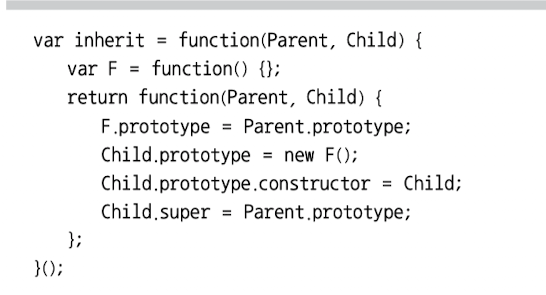 var inherit = function(Parent, Child) {
    var F = function() {};
    return function(Parent, Child) {
        F.prototype = Parent.prototype;
        Child.prototype = new F();
        Child.prototype.constructor = Child;
        Child.super = Parent.prototype;
    };
}();